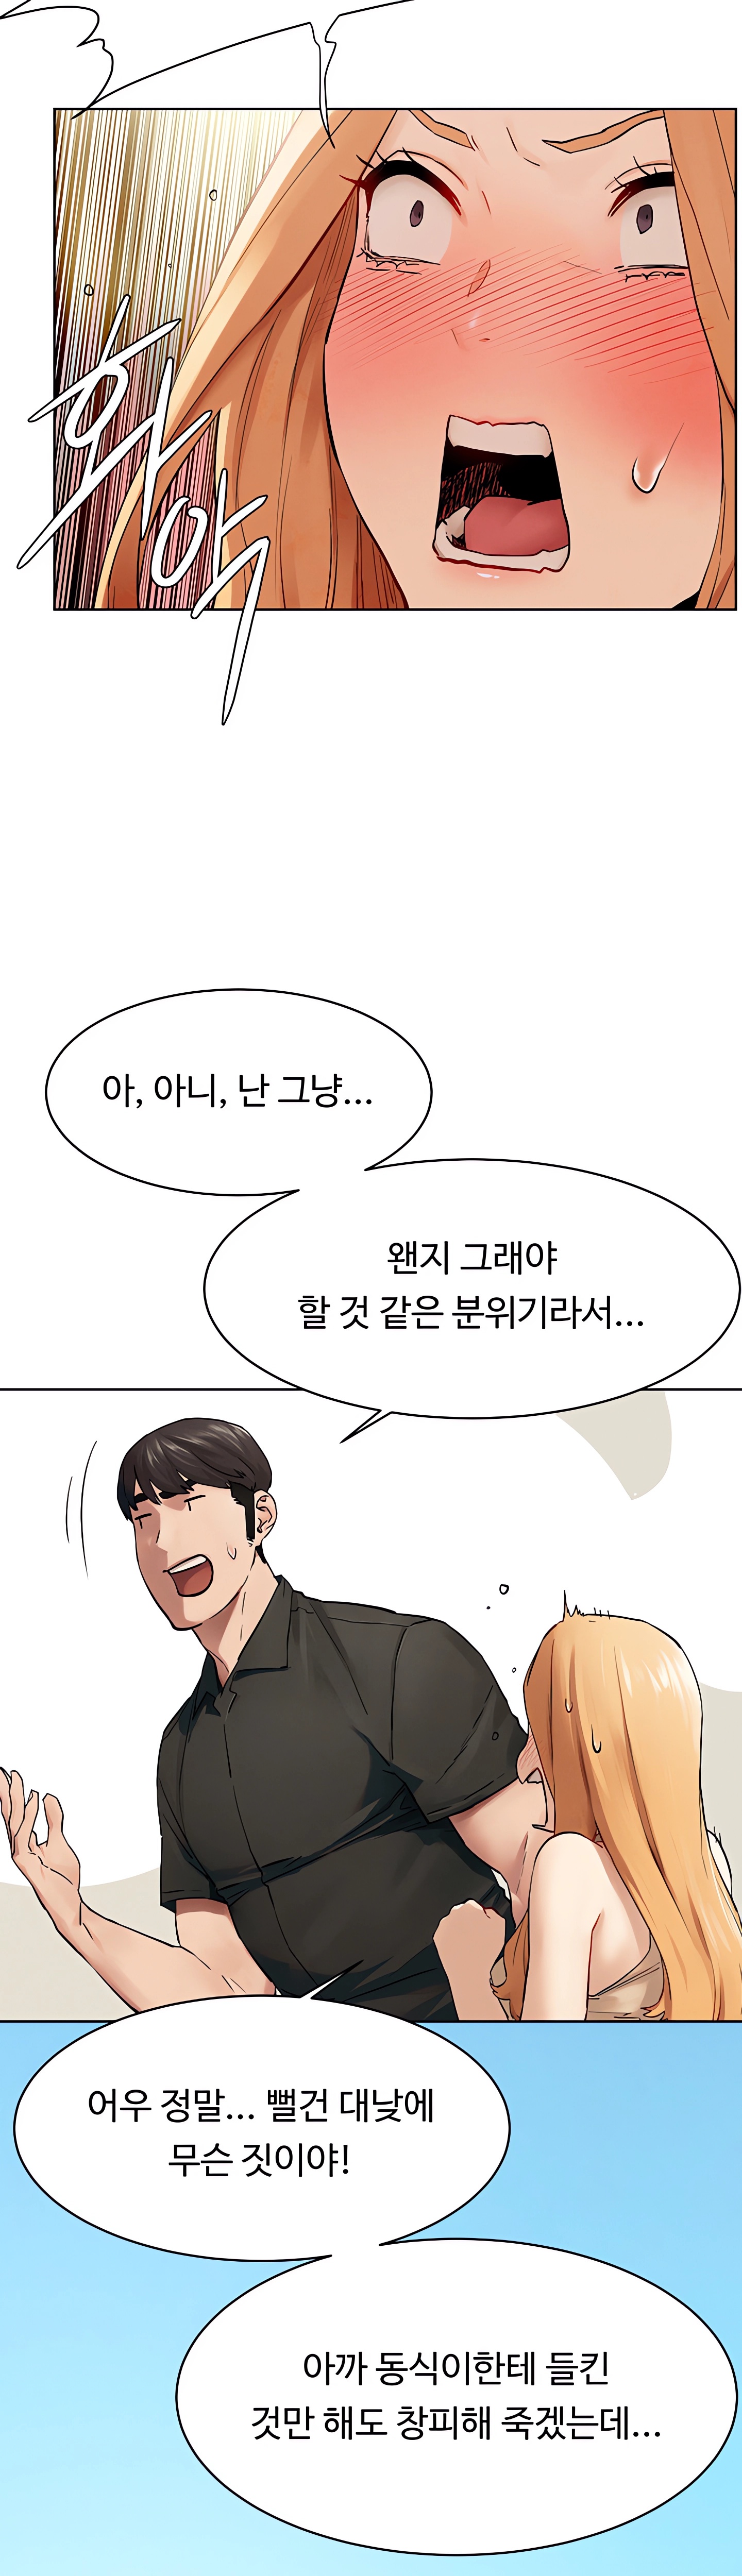 화악
아, 아니, 난 그냥...
왠지 그래야
할 것 같은 분위기라서...
어우 정말... 뻘건 대낮에
무슨 짓이야!
아까 동식이한테 들킨
것만 해도 창피해 죽겠는데...